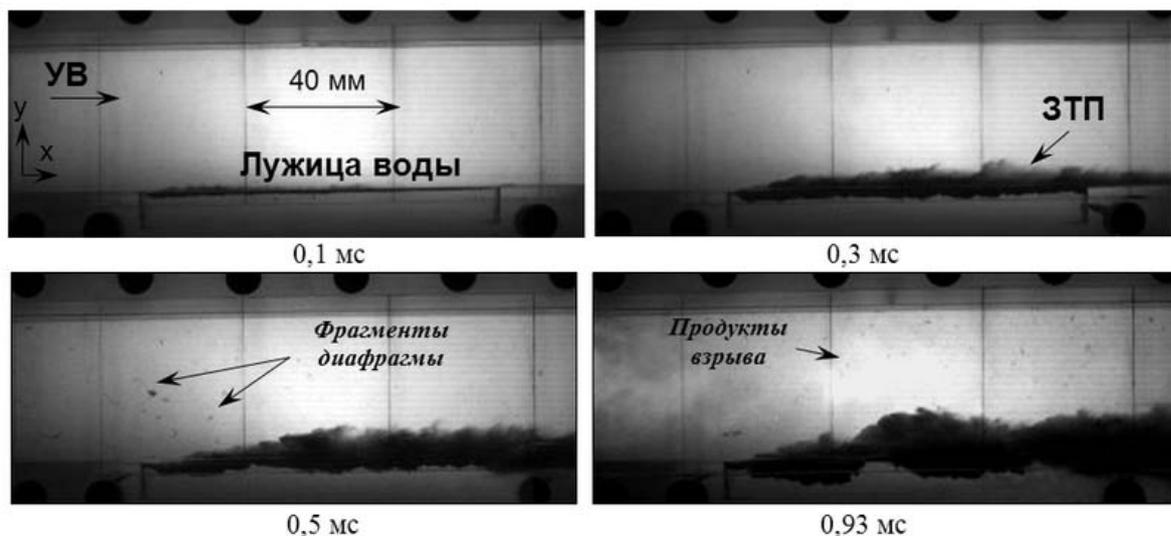 УВ
40 мм
y
x
Лужица воды
0,1 мс
ЗТП
0,3 мс
Фрагменты
диафрагмы
0,5 мс
Продукты
взрыва
0,93 мс